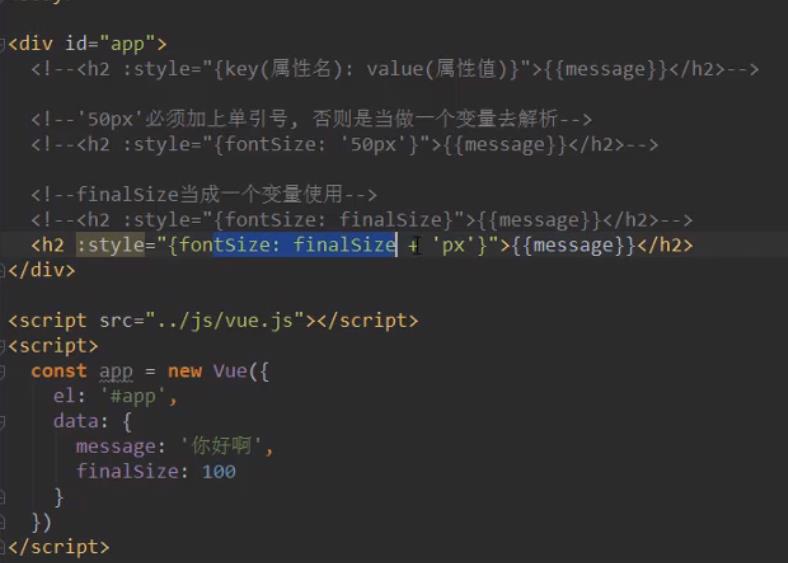 <div id="app">
<!--<h2 :style="{key(属性名): value(属性值)}">{{message}}</h2>-->
<!--'50px'必须加上单引号, 否则是当做一个变量去解析-->
<!--<h2 :style="{fontSize: '50px'}">{{message}}</h2>-->
<!--finalSize当成一个变量使用-->
<!--<h2 :style="{fontSize: finalSize}">{{message}}</h2>-->
<h2 :style="{fontSize: finalSize + 'px'}">{{message}}</h2>
</div>
<script src="../js/vue.js"></script>
<script>
const app = new Vue({
el: '#app',
data: {
message: '你好啊',
finalSize: 100
}
})
</script>